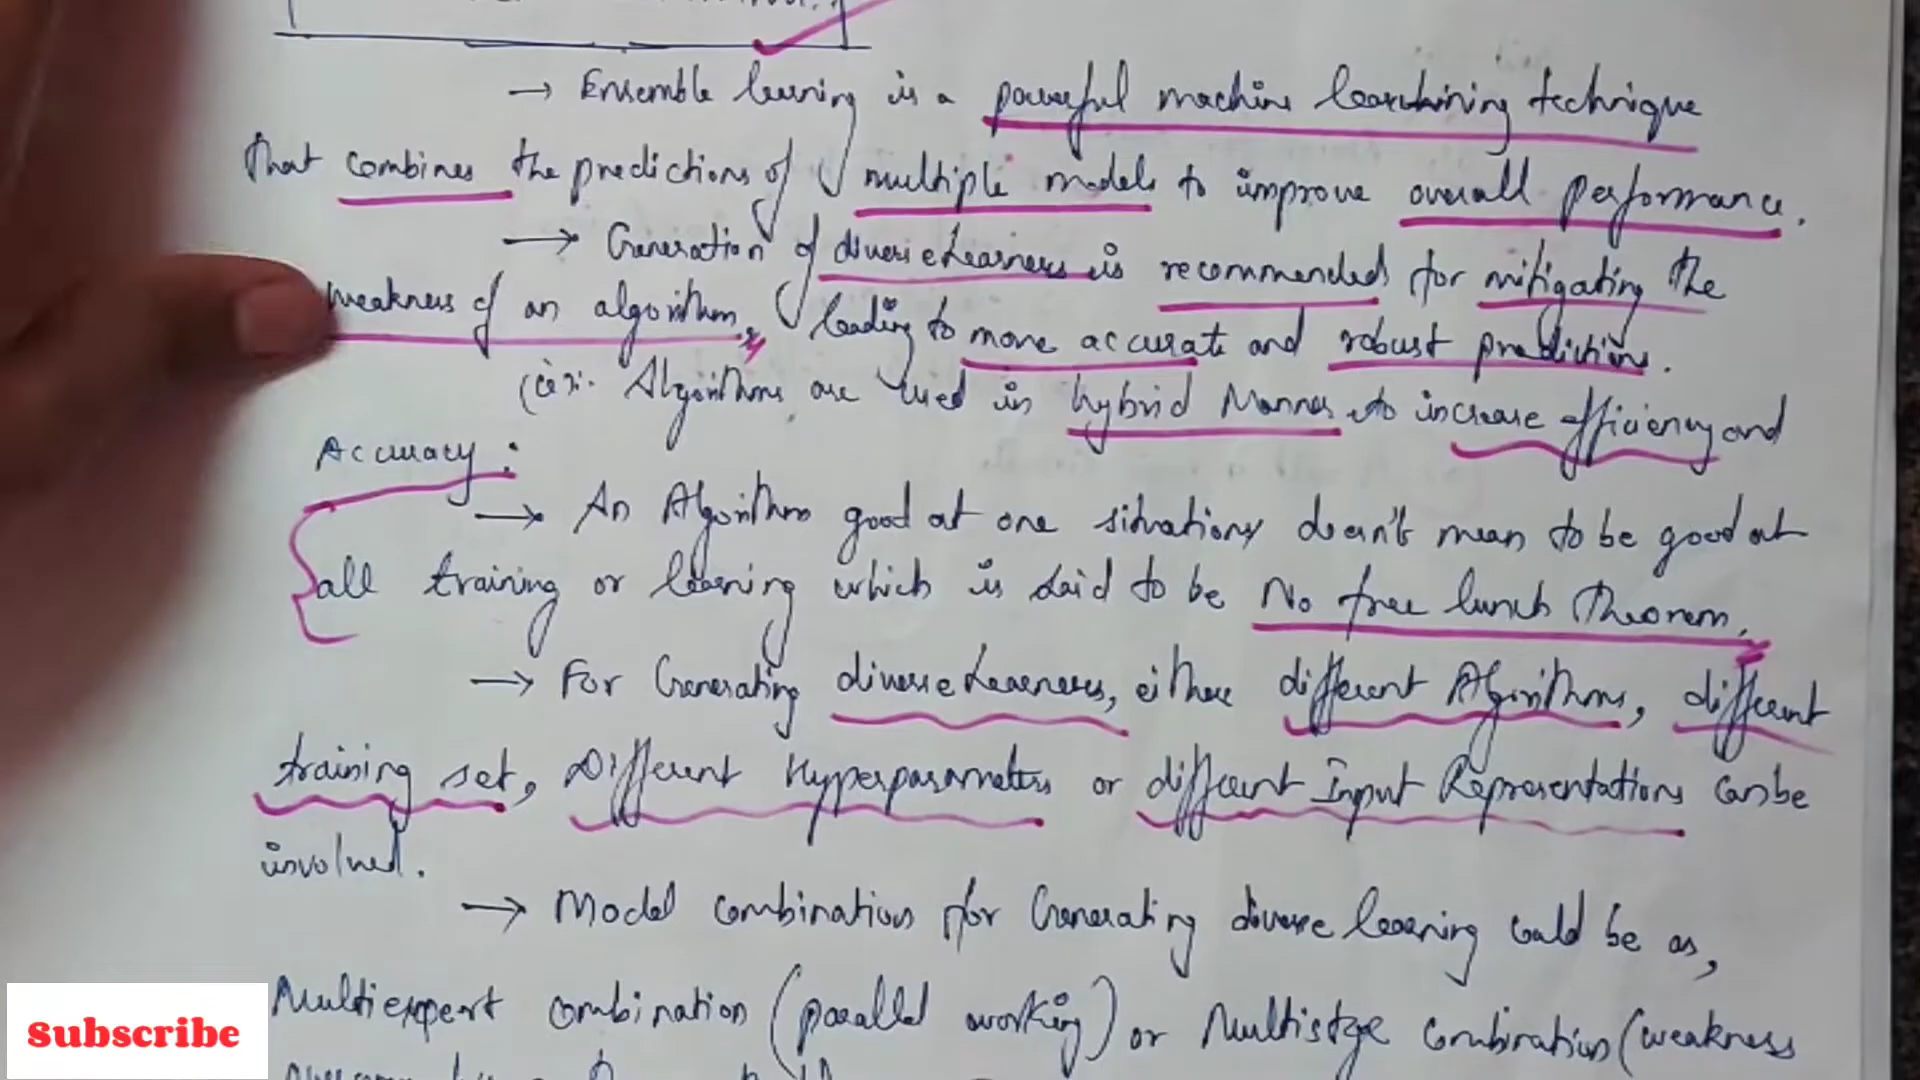 → Ensemble learning is a powerful machine learning technique
that combines the predictions of multiple models to improve overall performance.
→ Generation of diverse Learners is recommended for mitigating the
weakness of an algorithm, leading to more accurate and robust predictions.
(ie: Algorithms are used in hybrid Manner to increase efficiency and
Accuracy:
→ An Algorithm good at one situation doesn't mean to be good at
all training or learning which is said to be No free lunch Theorem.
→ For Generating diverse Learners, either different Algorithms, different
training set, Different Hyperparameters or different Input Representations can be
involved.
→ Model combinations for Generating diverse learning could be as,
Multiexpert combination (parallel working) or Multistage combination (weakness
Subscribe